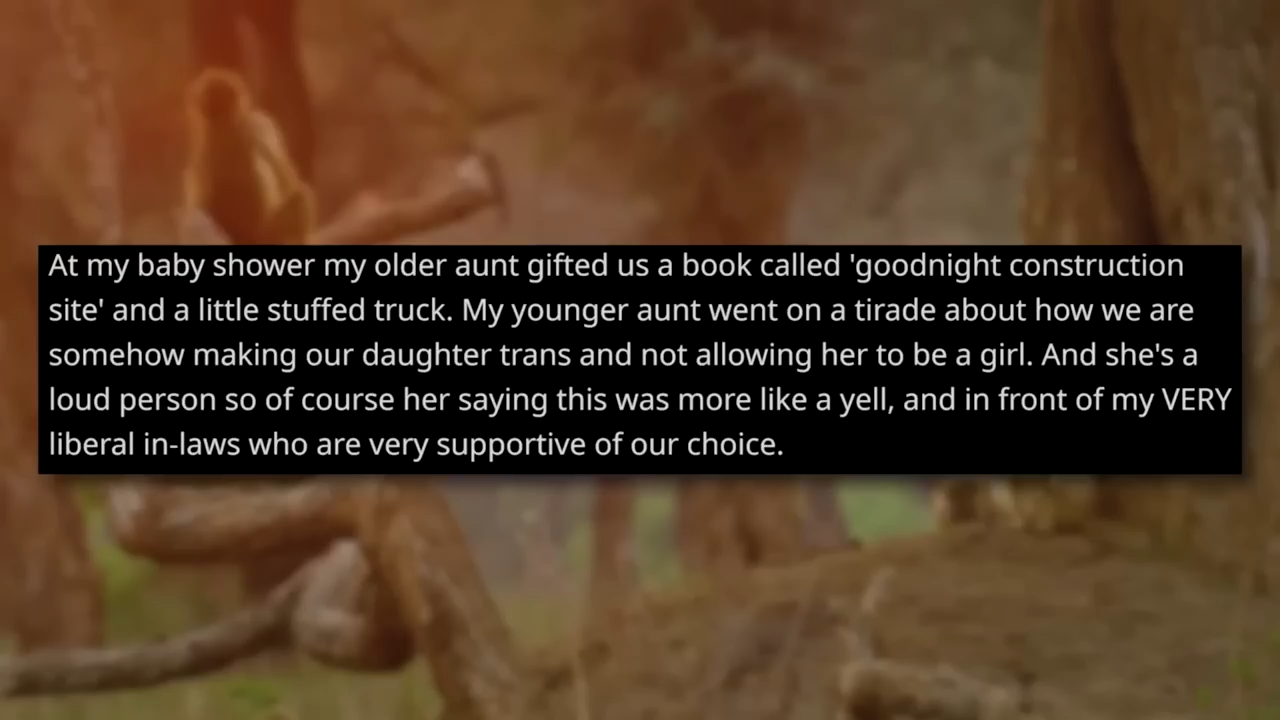 At my baby shower my older aunt gifted us a book called 'goodnight construction
site' and a little stuffed truck. My younger aunt went on a tirade about how we are
somehow making our daughter trans and not allowing her to be a girl. And she's a
loud person so of course her saying this was more like a yell, and in front of my VERY
liberal in-laws who are very supportive of our choice.